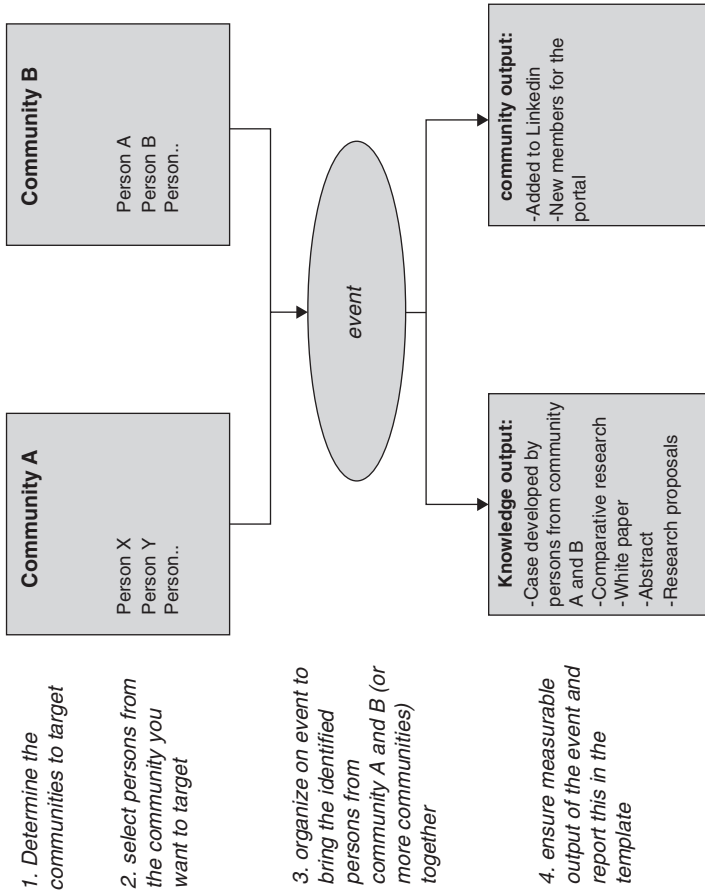 1. Determine the
communities to target
Community A
Community B
2. select persons from
the community you
want to target
Person X
Person Y
Person..
Person A
Person B
Person..
3. organize on event to
bring the identified
persons from
community A and B (or
more communities)
together
event
4. ensure measurable
output of the event and
report this in the
template
Knowledge output:
-Case developed by
persons from community
A and B
-Comparative research
-White paper
-Abstract
-Research proposals
community output:
-Added to Linkedin
-New members for the
portal